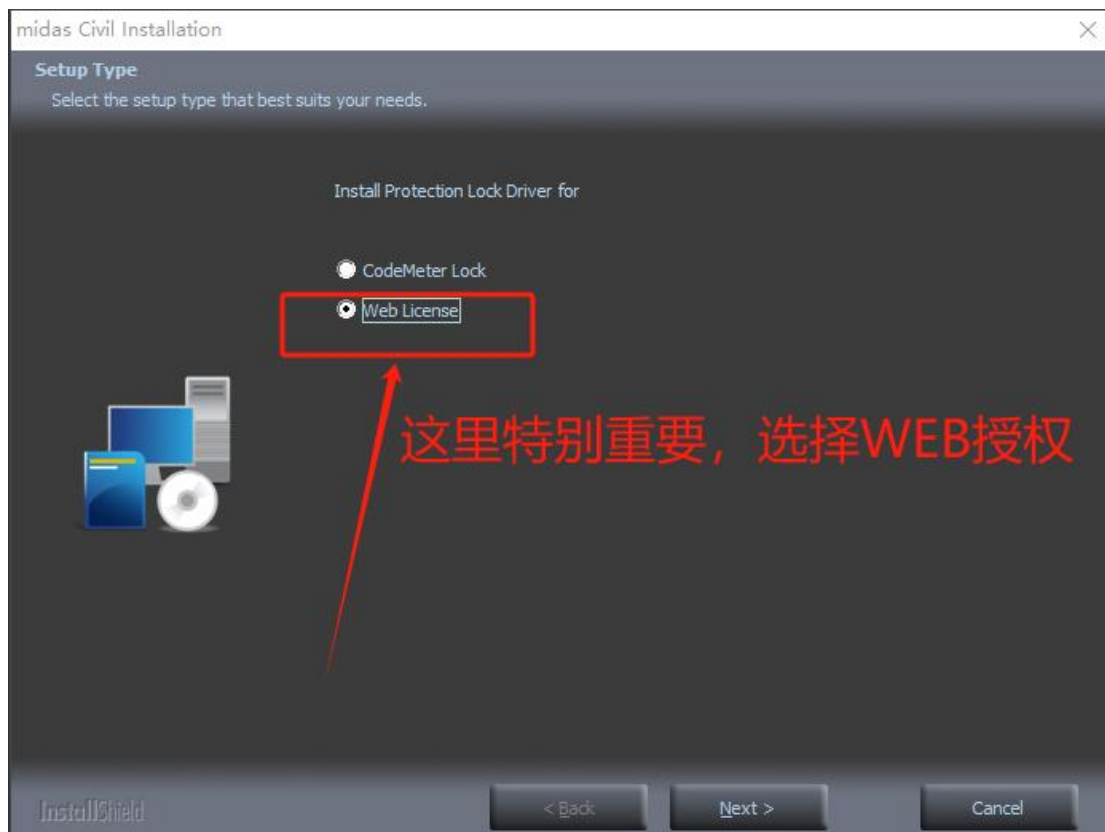 midas Civil Installation
Setup Type
Select the setup type that best suits your needs.
Install Protection Lock Driver for
CodeMeter Lock
Web License
这里特别重要，选择WEB授权
InstallShield
< Back
Next >
Cancel